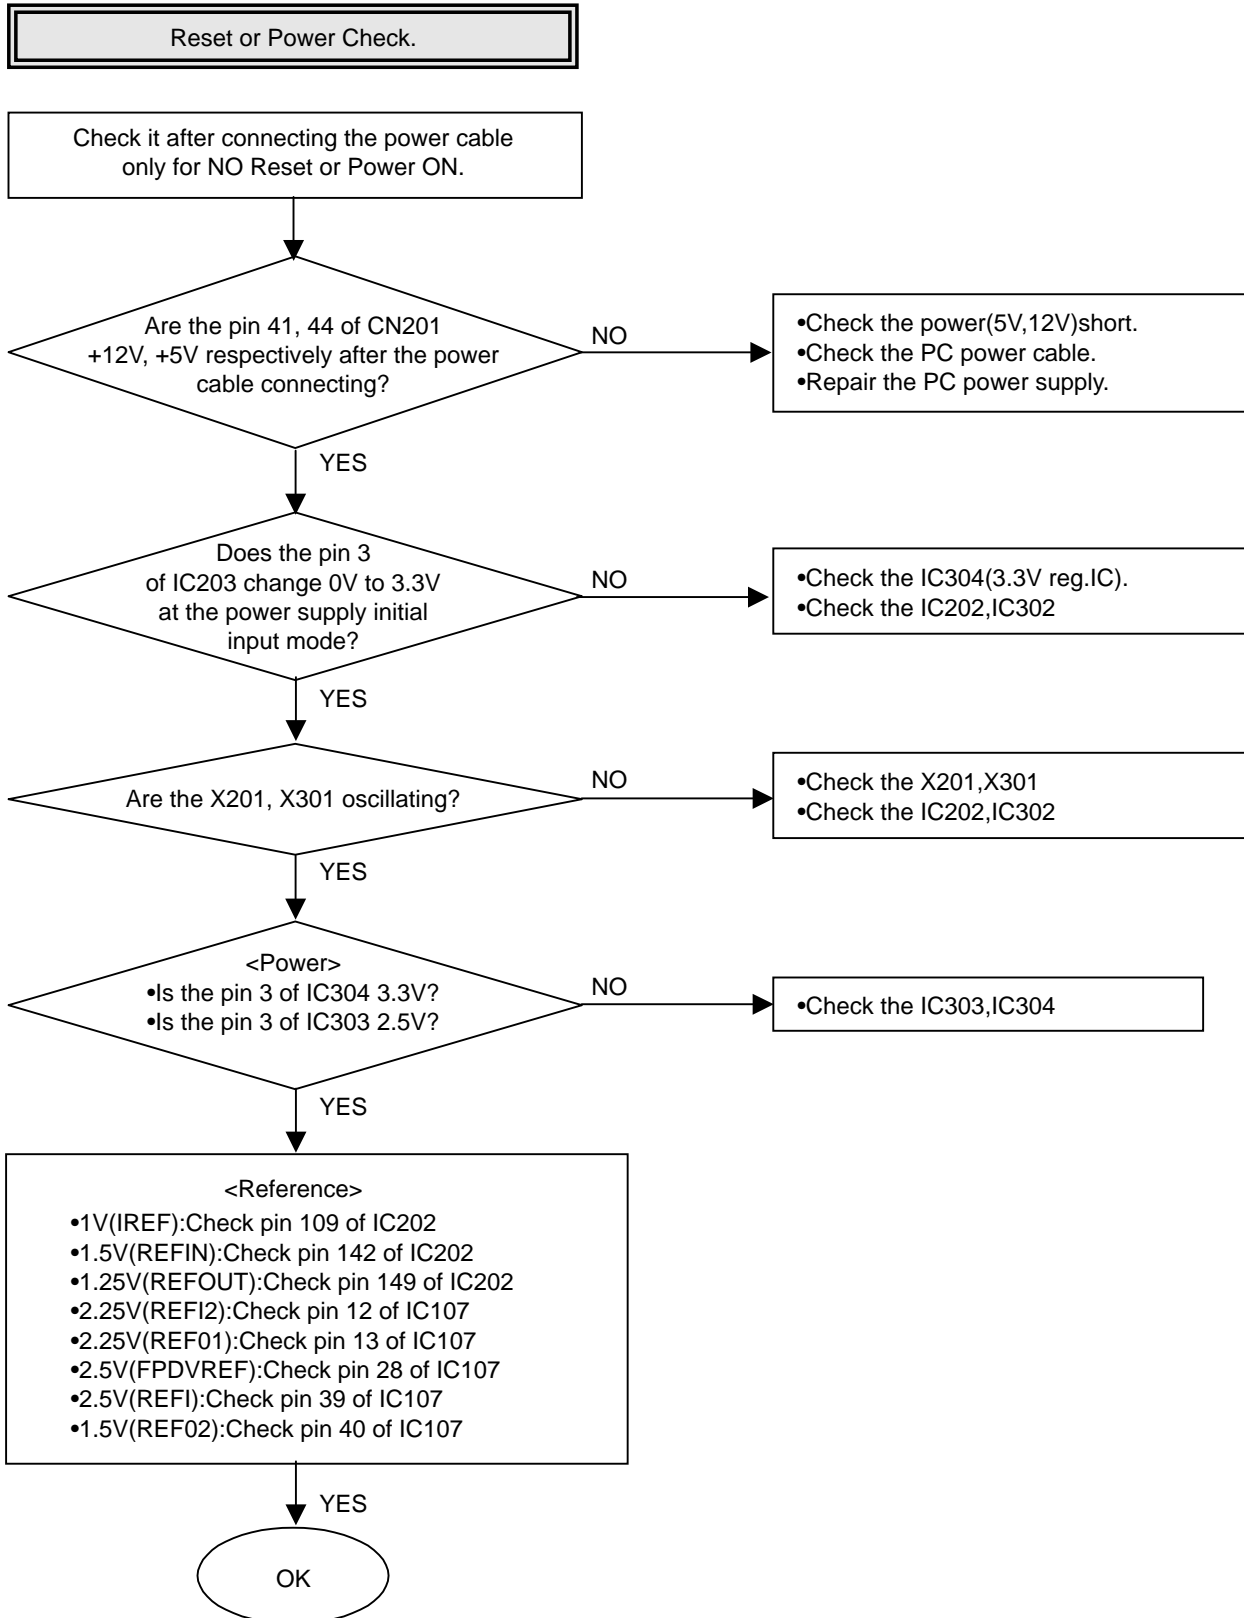 Reset or Power Check.
Check it after connecting the power cable
only for NO Reset or Power ON.
Are the pin 41, 44 of CN201
+12V, +5V respectively after the power
cable connecting?
NO
•Check the power(5V,12V)short.
•Check the PC power cable.
•Repair the PC power supply.
YES
Does the pin 3
of IC203 change 0V to 3.3V
at the power supply initial
input mode?
NO
•Check the IC304(3.3V reg.IC).
•Check the IC202,IC302
YES
Are the X201, X301 oscillating?
NO
•Check the X201,X301
•Check the IC202,IC302
YES
<Power>
•Is the pin 3 of IC304 3.3V?
•Is the pin 3 of IC303 2.5V?
NO
•Check the IC303,IC304
YES
<Reference>
•1V(IREF):Check pin 109 of IC202
•1.5V(REFIN):Check pin 142 of IC202
•1.25V(REFOUT):Check pin 149 of IC202
•2.25V(REFI2):Check pin 12 of IC107
•2.25V(REF01):Check pin 13 of IC107
•2.5V(FPDVREF):Check pin 28 of IC107
•2.5V(REFI):Check pin 39 of IC107
•1.5V(REF02):Check pin 40 of IC107
YES
OK